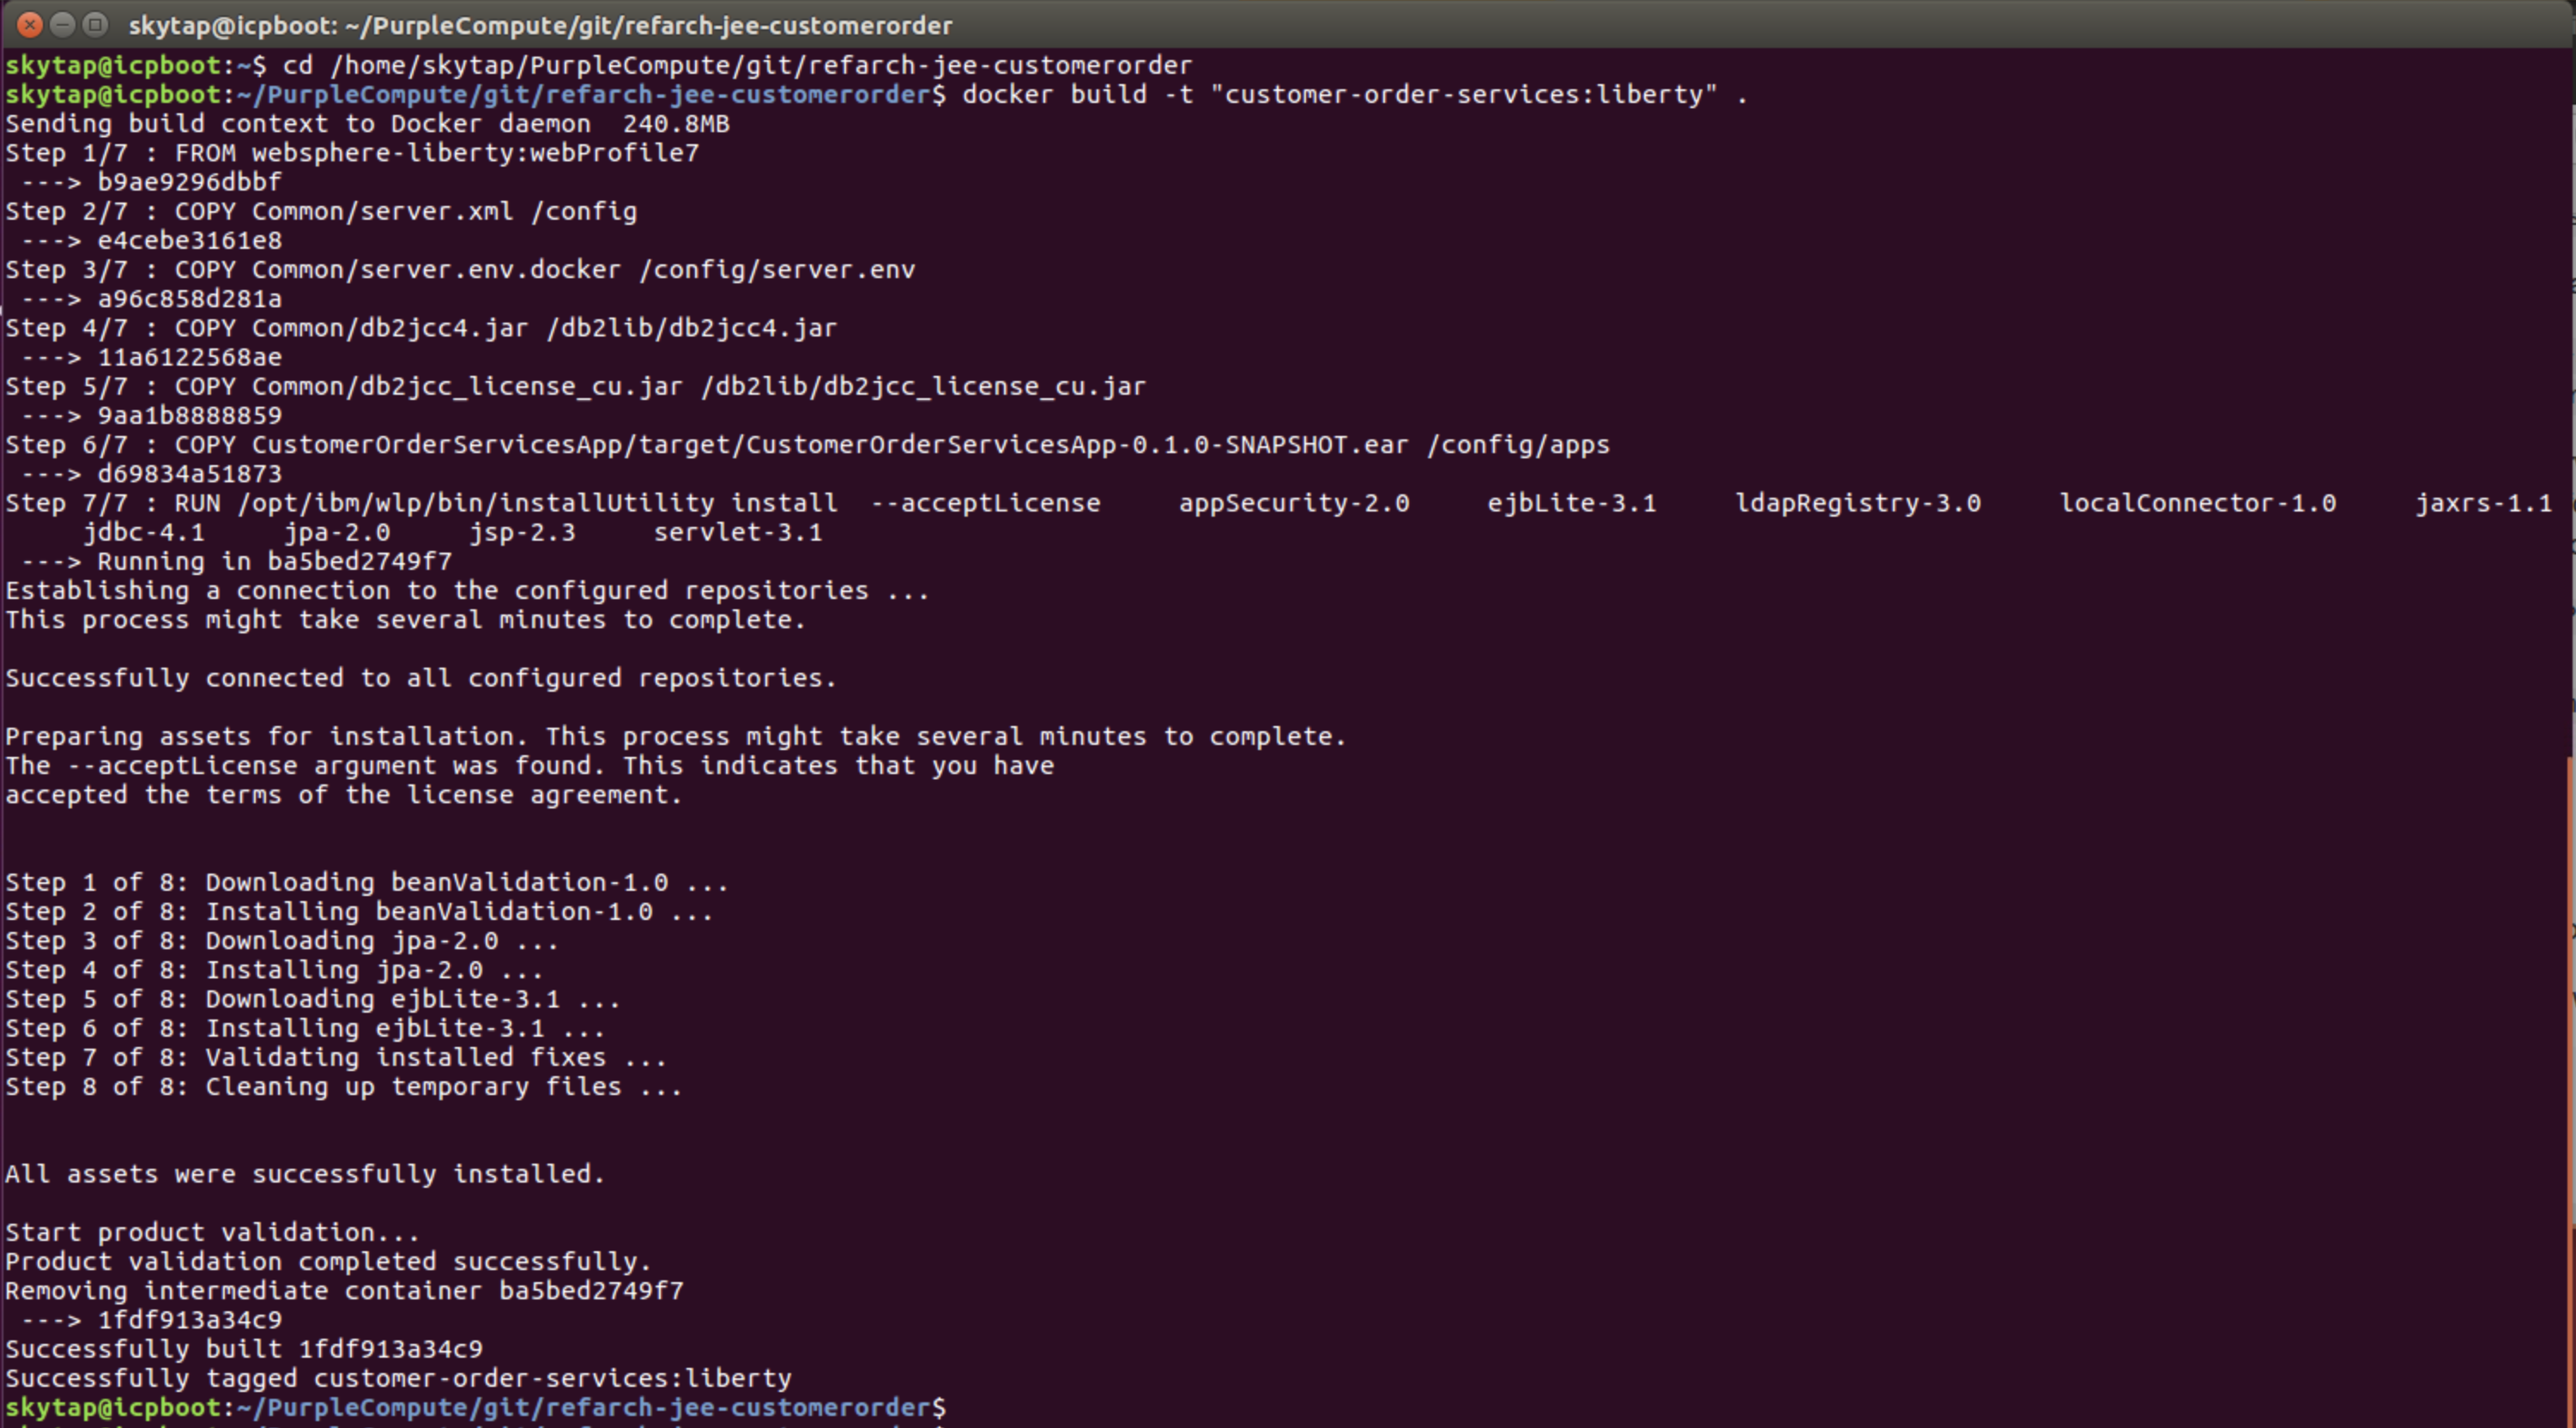 skytap@icpboot: ~/PurpleCompute/git/refarch-jee-customerorder
skytap@icpboot:~$ cd /home/skytap/PurpleCompute/git/refarch-jee-customerorder
skytap@icpboot:~/PurpleCompute/git/refarch-jee-customerorder$ docker build -t "customer-order-services:liberty" .
Sending build context to Docker daemon  240.8MB
Step 1/7 : FROM websphere-liberty:webProfile7
 ---> b9ae9296dbbf
Step 2/7 : COPY Common/server.xml /config
 ---> e4cebe3161e8
Step 3/7 : COPY Common/server.env.docker /config/server.env
 ---> a96c858d281a
Step 4/7 : COPY Common/db2jcc4.jar /db2lib/db2jcc4.jar
 ---> 11a6122568ae
Step 5/7 : COPY Common/db2jcc_license_cu.jar /db2lib/db2jcc_license_cu.jar
 ---> 9aa1b8888859
Step 6/7 : COPY CustomerOrderServicesApp/target/CustomerOrderServicesApp-0.1.0-SNAPSHOT.ear /config/apps
 ---> d69834a51873
Step 7/7 : RUN /opt/ibm/wlp/bin/installUtility install  --acceptLicense     appSecurity-2.0     ejbLite-3.1     ldapRegistry-3.0     localConnector-1.0     jaxrs-1.1
     jdbc-4.1     jpa-2.0     jsp-2.3     servlet-3.1
 ---> Running in ba5bed2749f7
Establishing a connection to the configured repositories ...
This process might take several minutes to complete.
Successfully connected to all configured repositories.
Preparing assets for installation. This process might take several minutes to complete.
The --acceptLicense argument was found. This indicates that you have
accepted the terms of the license agreement.
Step 1 of 8: Downloading beanValidation-1.0 ...
Step 2 of 8: Installing beanValidation-1.0 ...
Step 3 of 8: Downloading jpa-2.0 ...
Step 4 of 8: Installing jpa-2.0 ...
Step 5 of 8: Downloading ejbLite-3.1 ...
Step 6 of 8: Installing ejbLite-3.1 ...
Step 7 of 8: Validating installed fixes ...
Step 8 of 8: Cleaning up temporary files ...
All assets were successfully installed.
Start product validation...
Product validation completed successfully.
Removing intermediate container ba5bed2749f7
 ---> 1fdf913a34c9
Successfully built 1fdf913a34c9
Successfully tagged customer-order-services:liberty
skytap@icpboot:~/PurpleCompute/git/refarch-jee-customerorder$